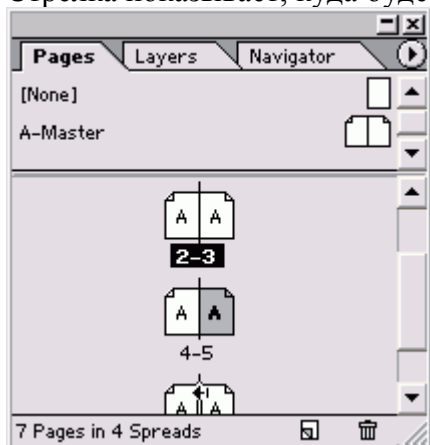 Pages Layers Navigator
[None]
A-Master
A A
2-3
A A
4-5
A A
7 Pages in 4 Spreads